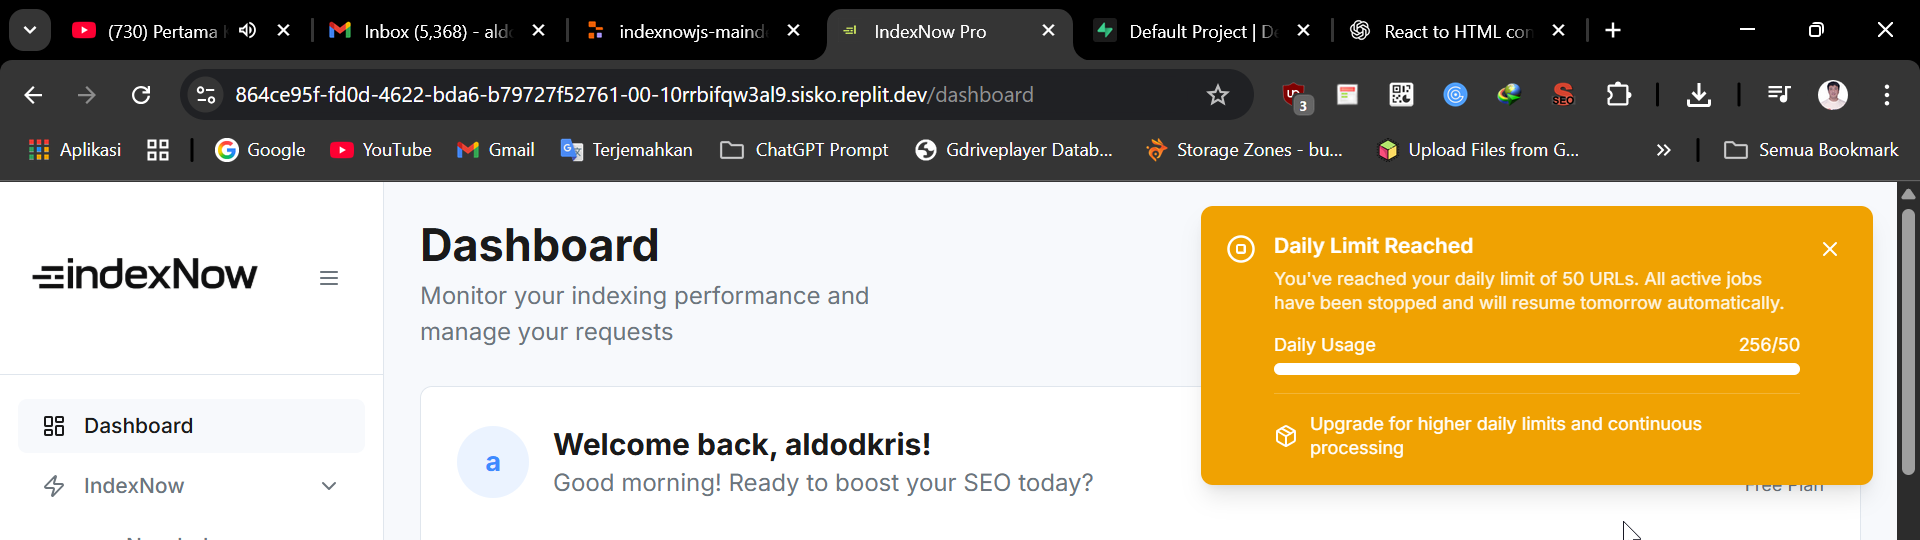 (730) Pertama
Inbox (5,368) - ald
indexnowjs-maind
IndexNow Pro
Default Project | D
React to HTML con
864ce95f-fd0d-4622-bda6-b79727f52761-00-10rrbifqw3al9.sisko.replit.dev/dashboard
3
SEO
Aplikasi
Google
YouTube
Gmail
Terjemahkan
ChatGPT Prompt
Gdriveplayer Datab...
Storage Zones - bu...
Upload Files from G...
Semua Bookmark
indexNow
Dashboard
IndexNow
Dashboard
Monitor your indexing performance and
manage your requests
a
Welcome back, aldodkris!
Good morning! Ready to boost your SEO today?
Daily Limit Reached
You've reached your daily limit of 50 URLs. All active jobs
have been stopped and will resume tomorrow automatically.
Daily Usage
256/50
Upgrade for higher daily limits and continuous
processing
Free Plan